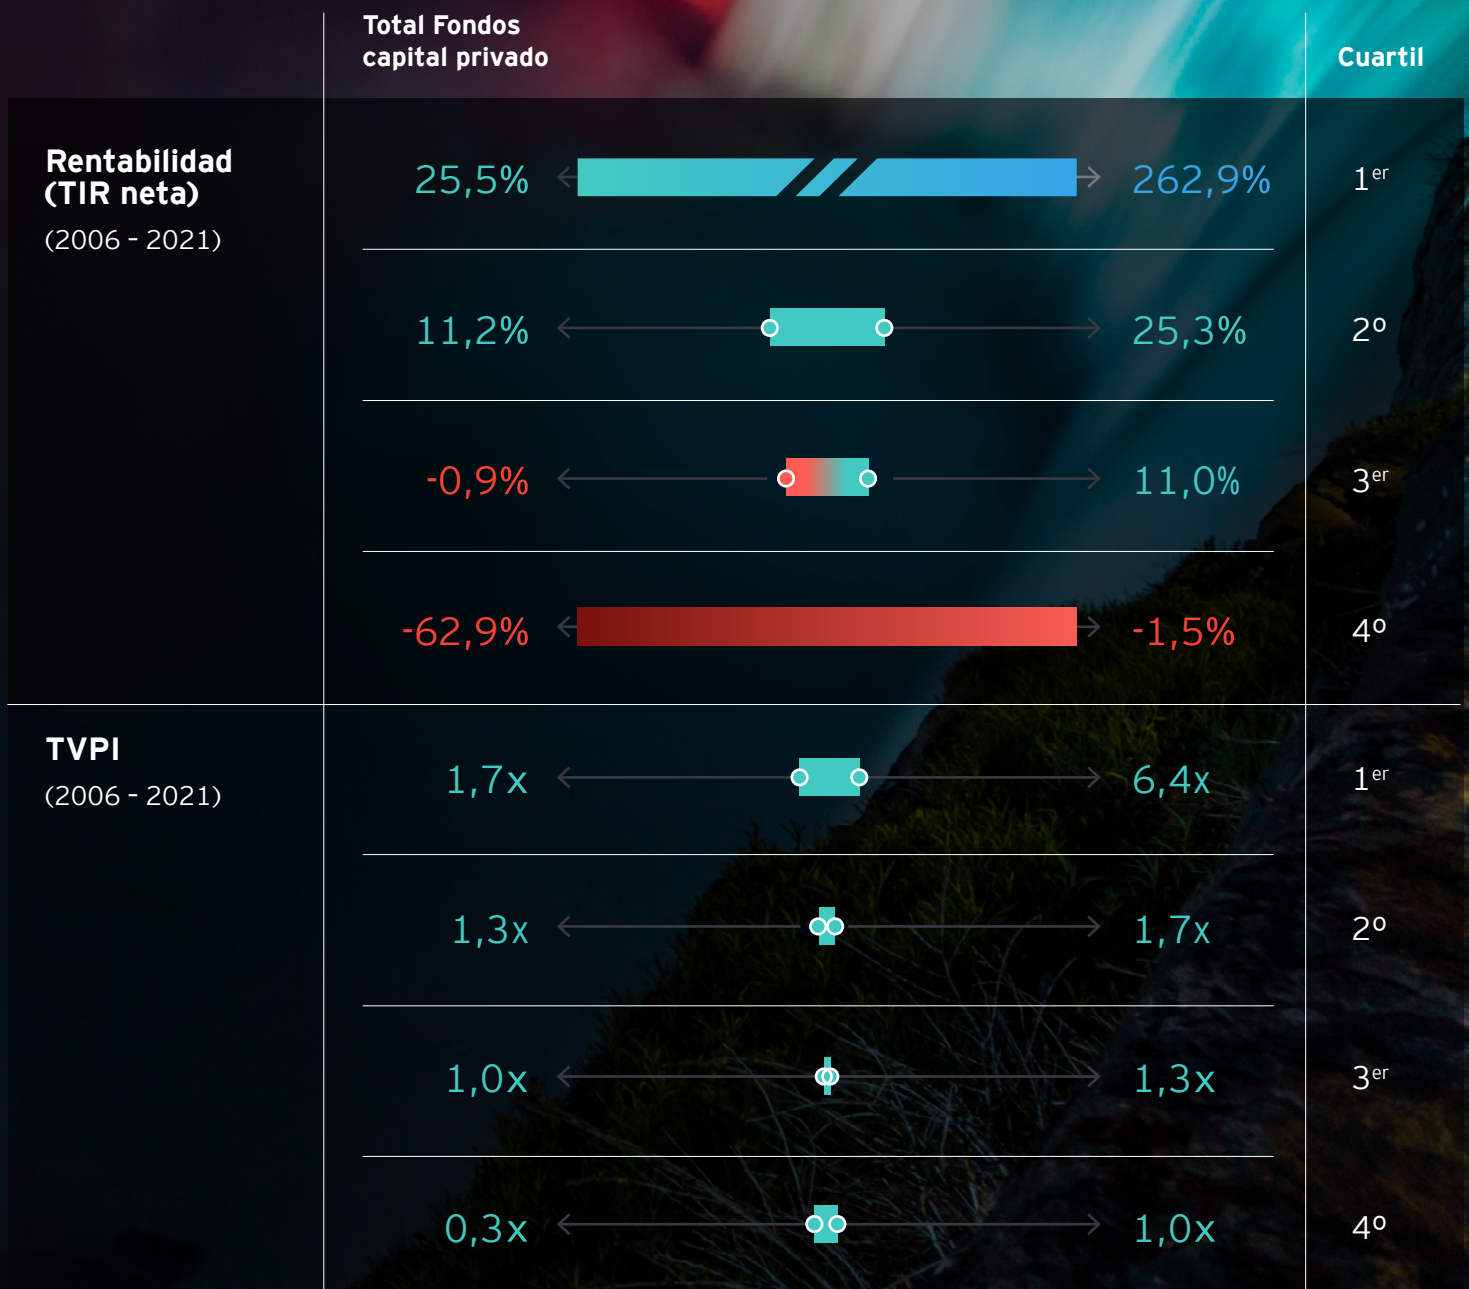 Total Fondos
capital privado
Cuartil
Rentabilidad
(TIR neta)
(2006 - 2021)
25,5% 262,9% 1er
11,2% 25,3% 2º
-0,9% 11,0% 3er
-62,9% -1,5% 4º
TVPI
(2006 - 2021)
1,7x 6,4x 1er
1,3x 1,7x 2º
1,0x 1,3x 3er
0,3x 1,0x 4º